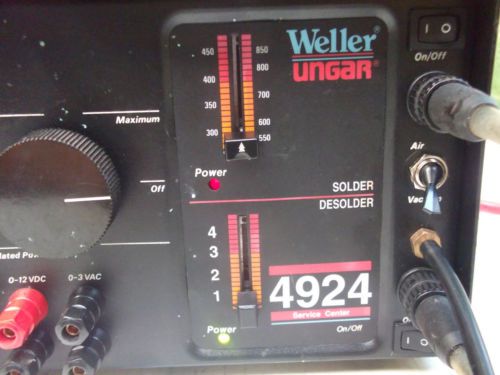 Weller
UNGAR®
I O
On/Off
450 850
400 800
350 700
300 600
550
Power
Maximum
Off
SOLDER
DESOLDER
Air
4
3
2
1
0-12 VDC
0-3 VAC
4924
Service Center
Power
On/Off
I O